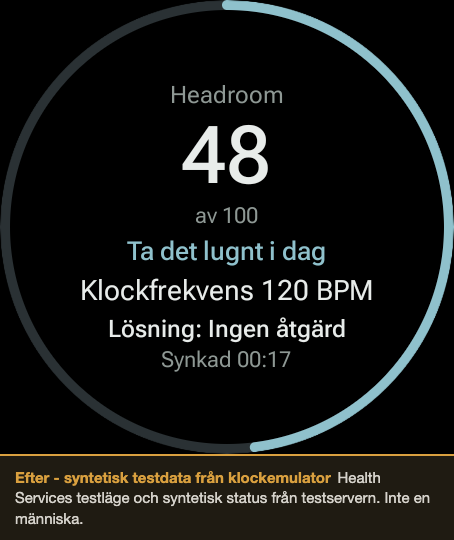 Headroom
48
av 100
Ta det lugnt i dag
Klockfrekvens 120 BPM
Lösning: Ingen åtgärd
Synkad 00:17
Efter - syntetisk testdata från klockemulator Health
Services testläge och syntetisk status från testservern. Inte en
människa.